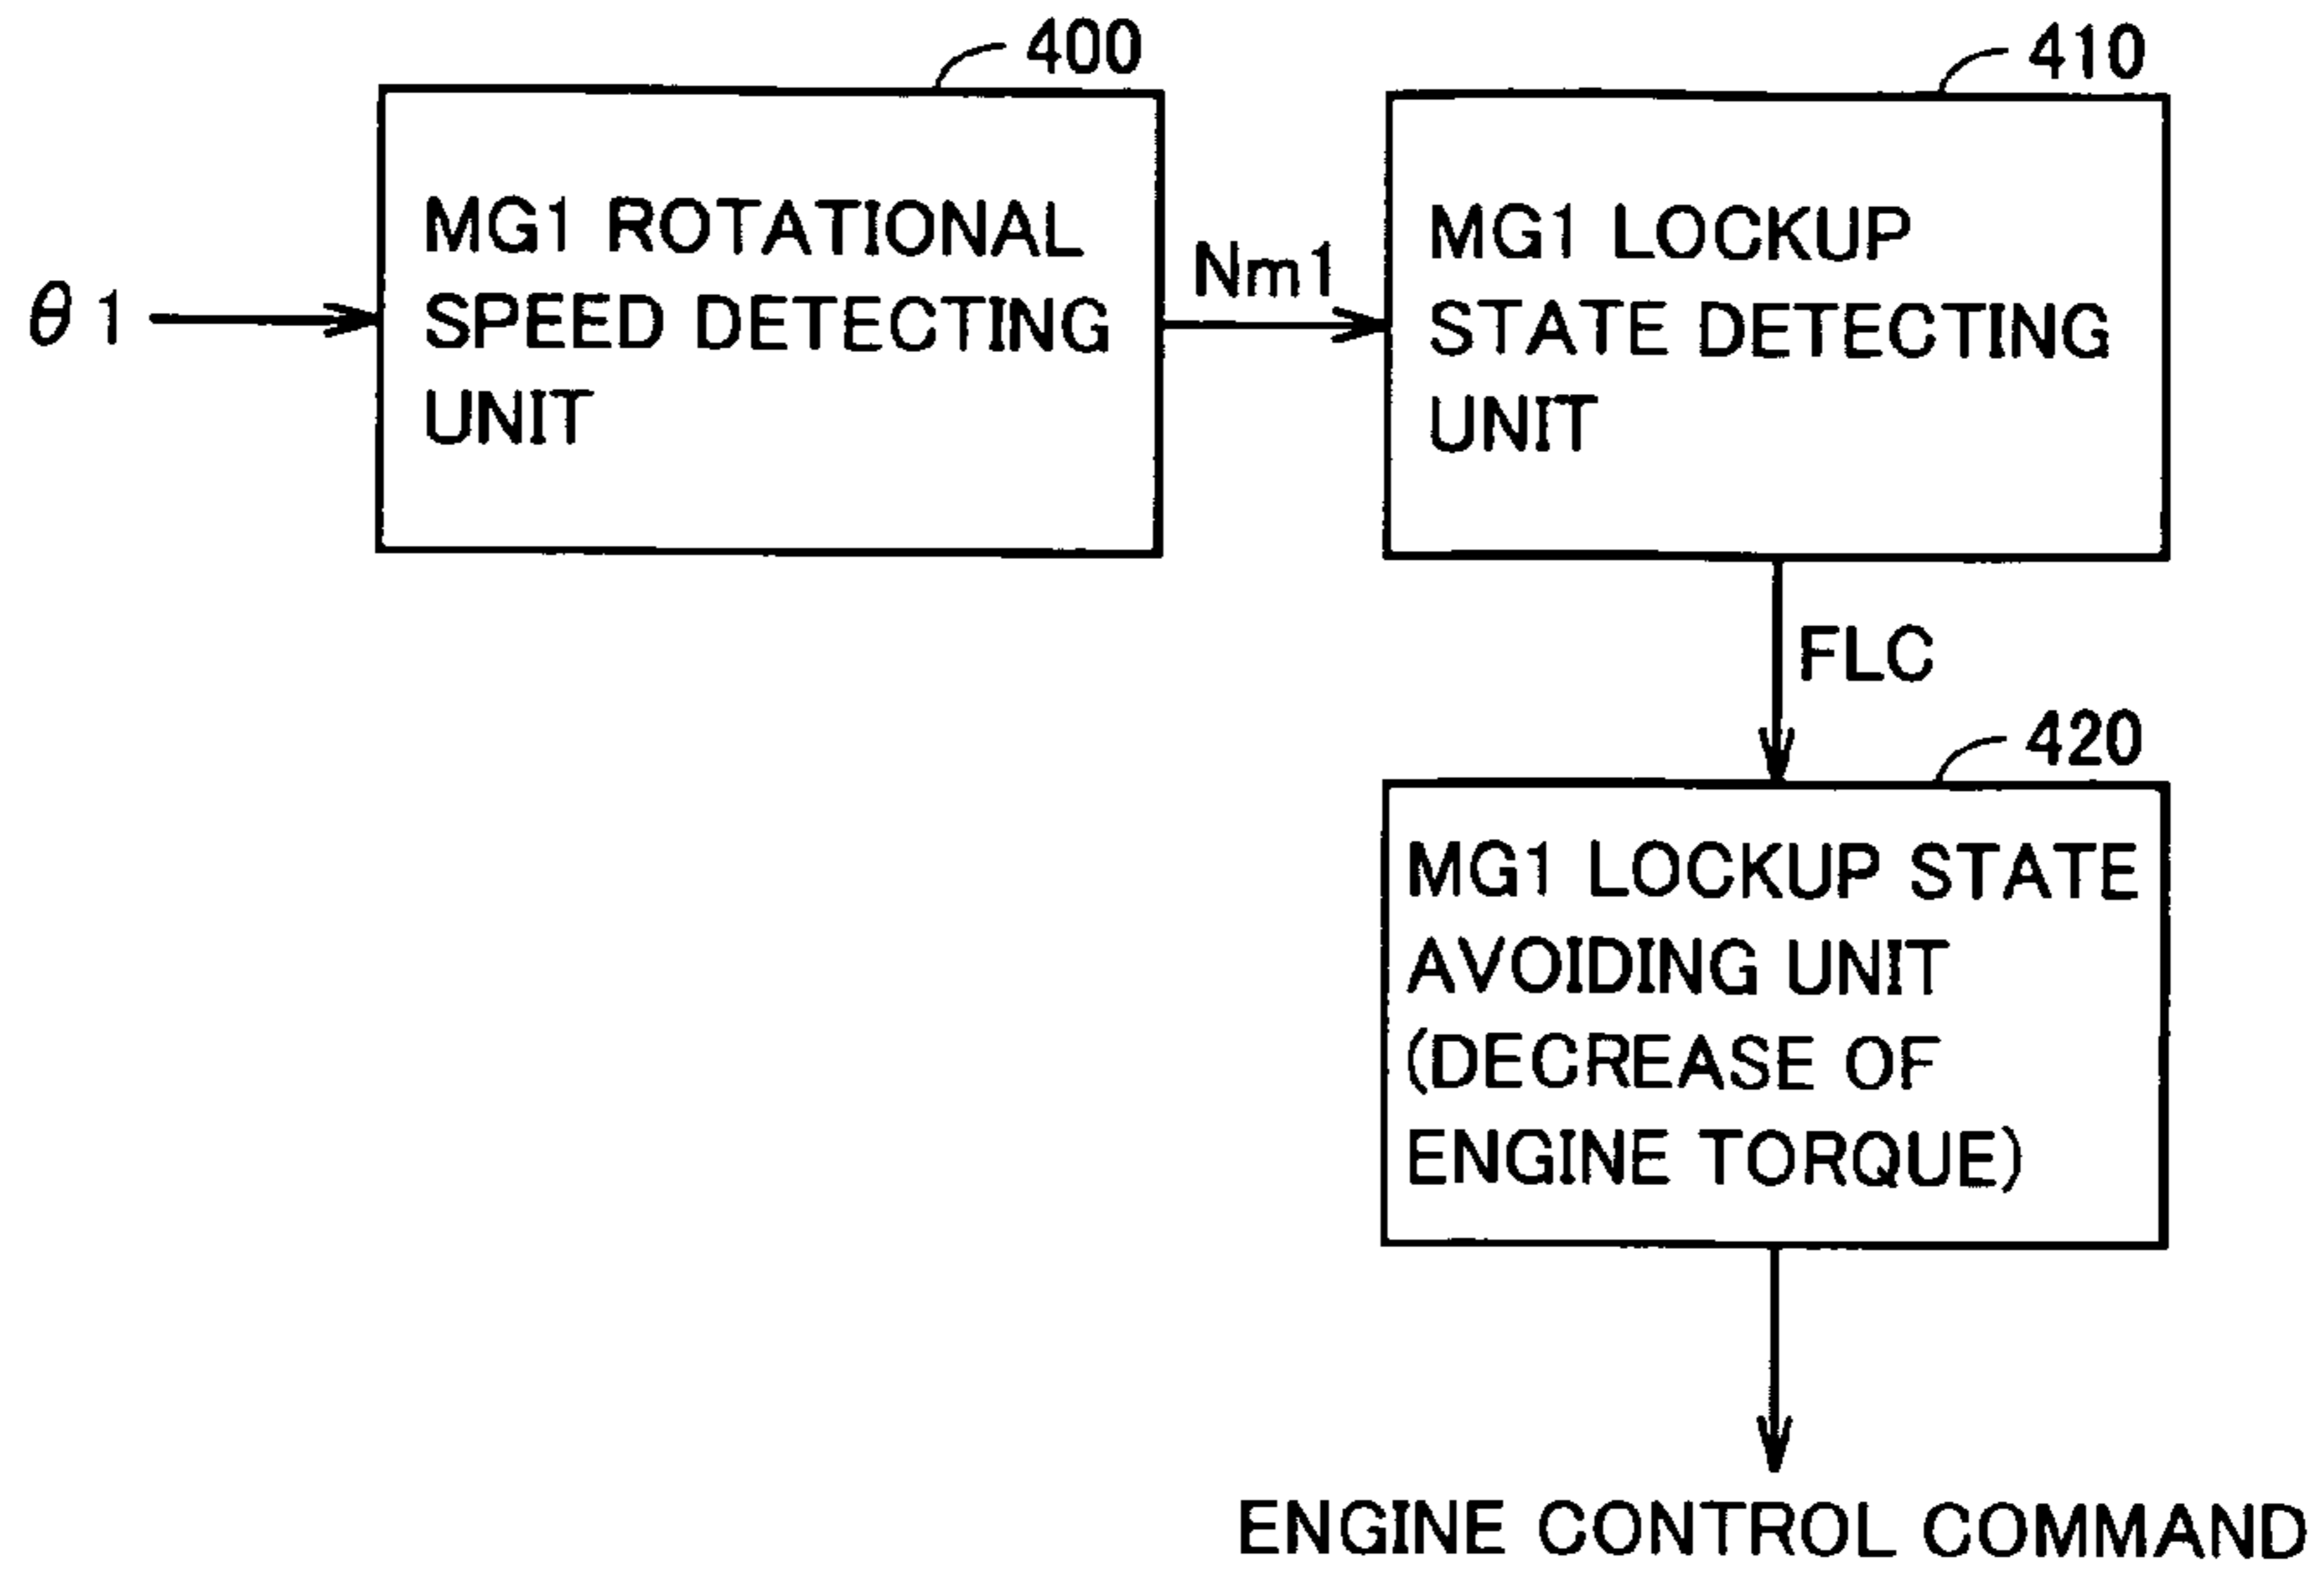 400
410
θ1
MG1 ROTATIONAL
SPEED DETECTING
UNIT
Nm1
MG1 LOCKUP
STATE DETECTING
UNIT
FLC
420
MG1 LOCKUP STATE
AVOIDING UNIT
(DECREASE OF
ENGINE TORQUE)
ENGINE CONTROL COMMAND